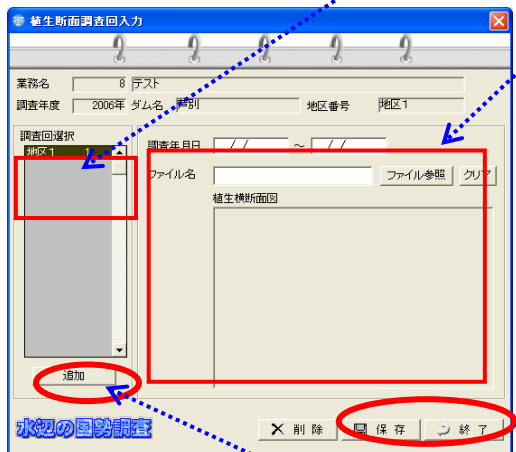 植生断面調査回入力
業務名 8 テスト
調査年度 2006年 ダム名 芦別 地区番号 地区1
調査回選択
地区1 1
調査年月日 / / ～ / /
ファイル名 ファイル参照 クリア
植生横断面図
追加
水辺の国勢調査
削除 保存 終了